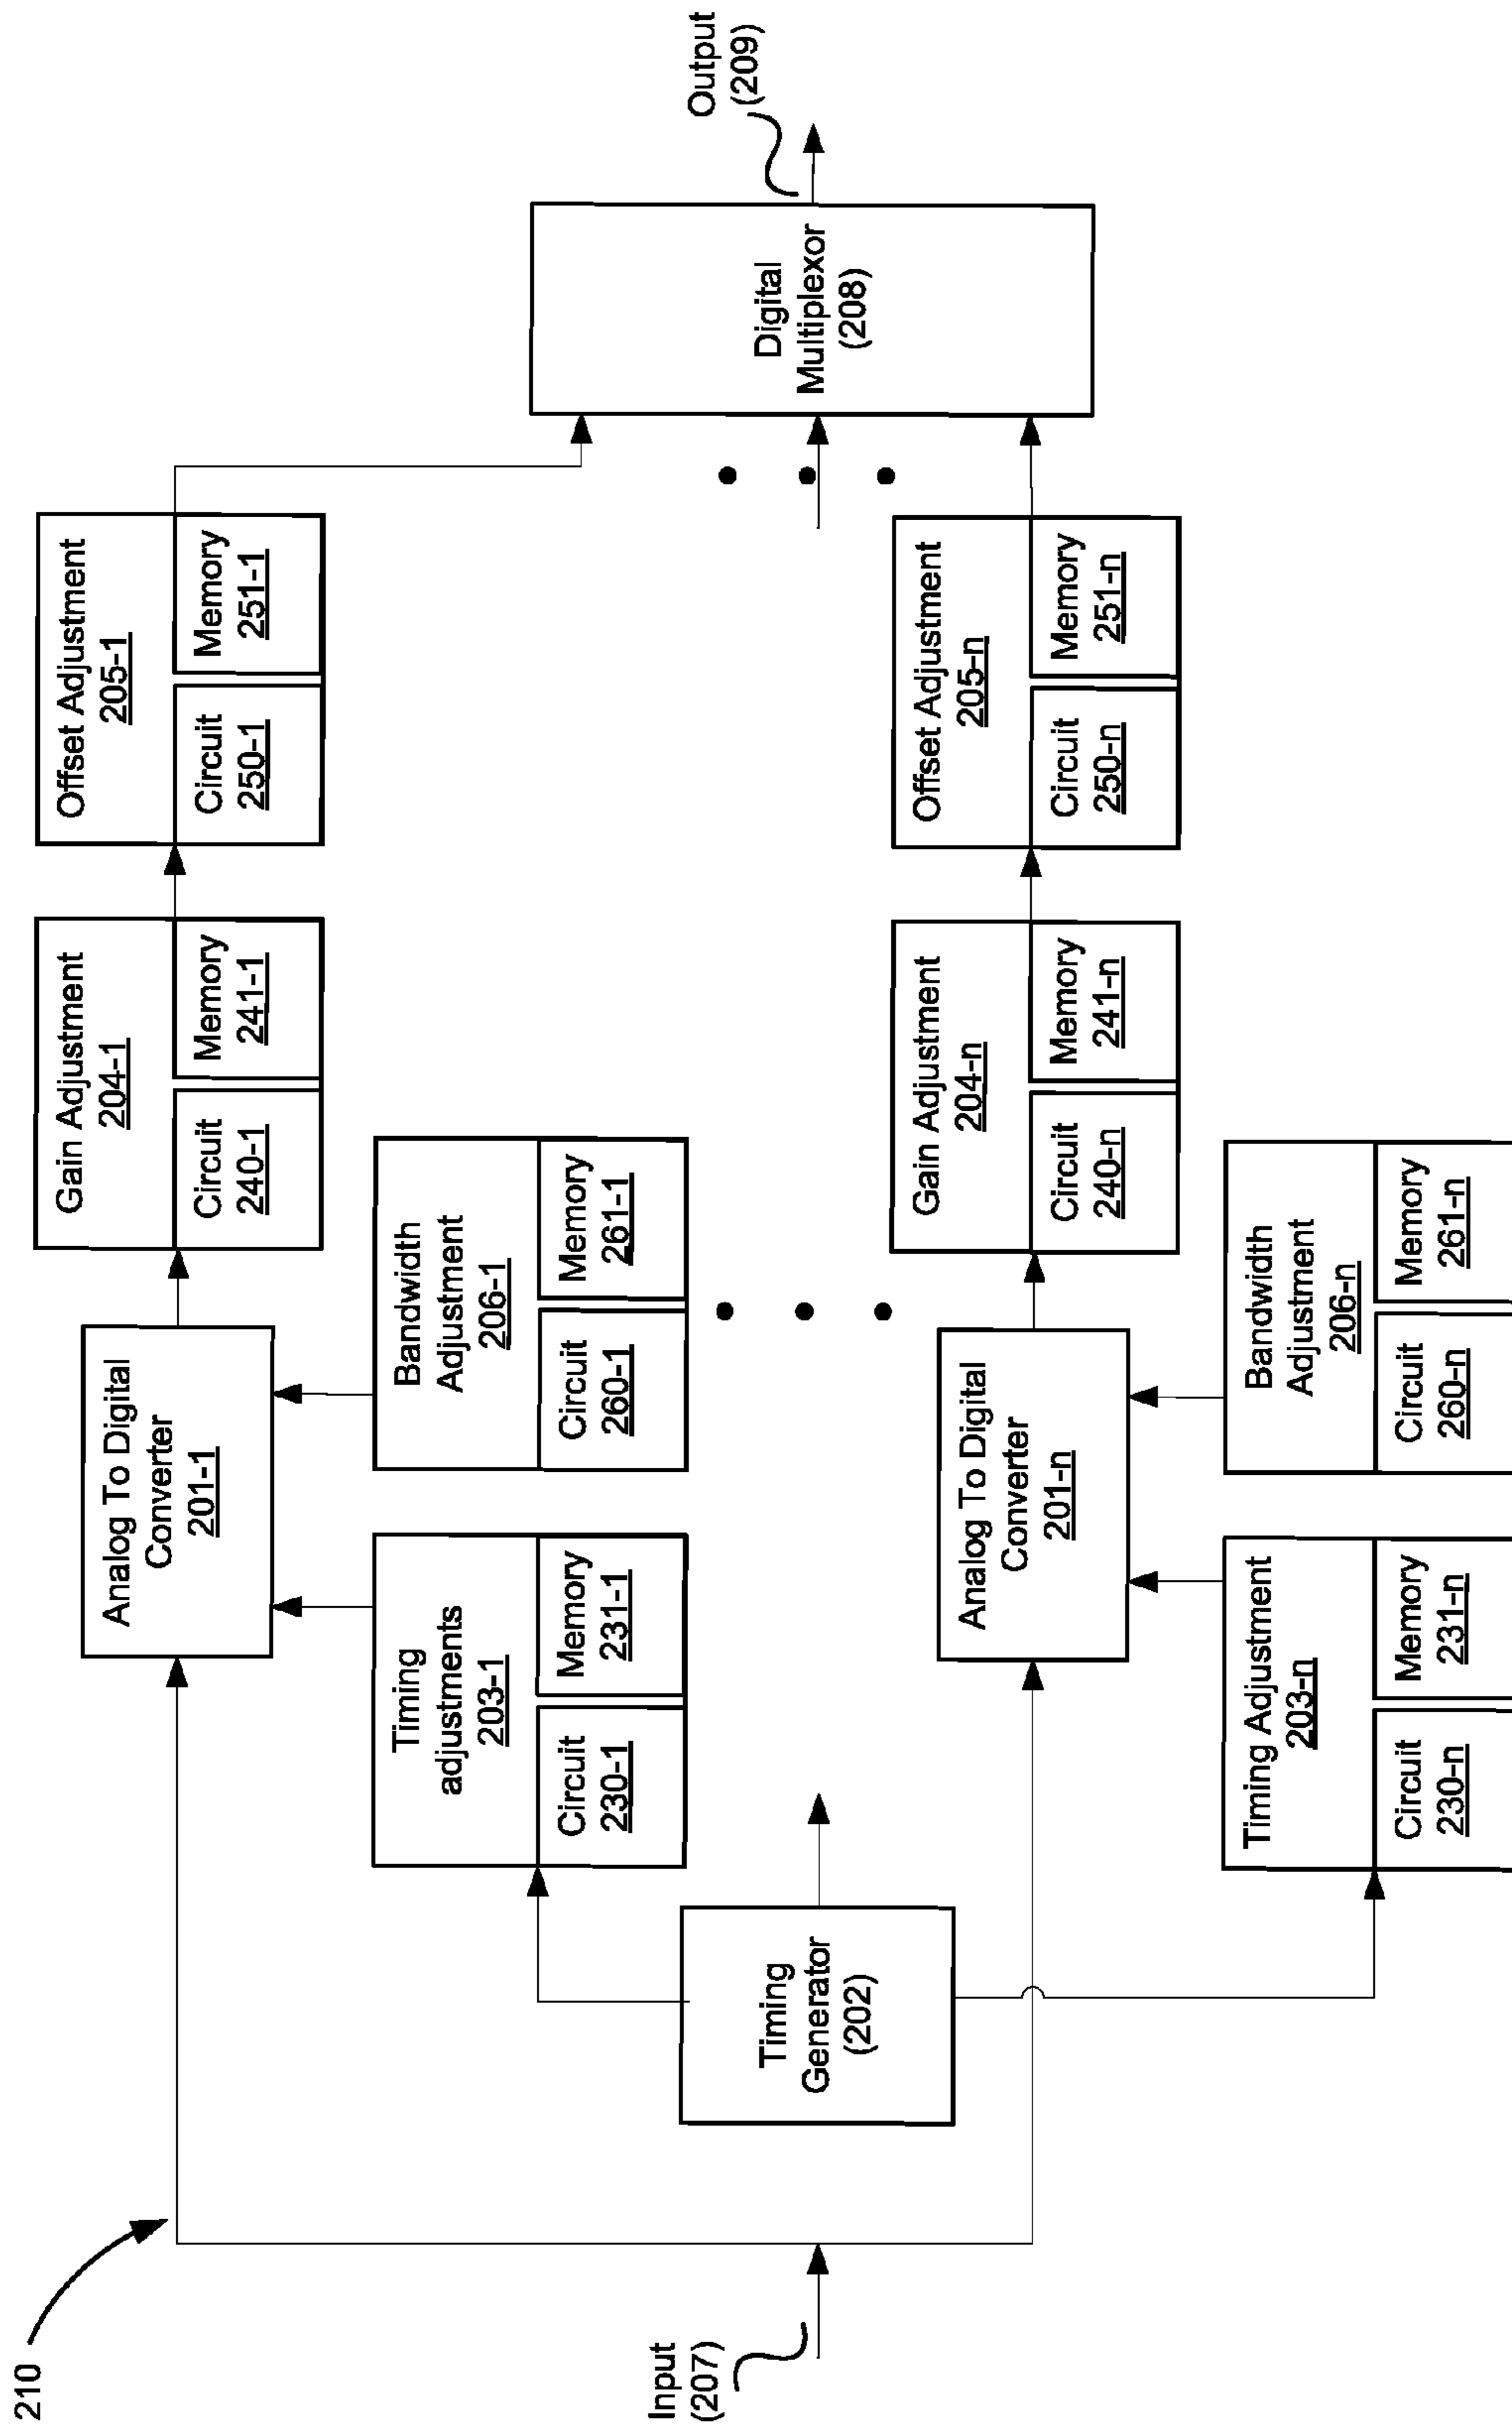 210
Input
(207)
Timing
Generator
(202)
Analog To Digital
Converter
201-1
Timing
adjustments
203-1
Circuit
230-1
Memory
231-1
Bandwidth
Adjustment
206-1
Circuit
260-1
Memory
261-1
Gain Adjustment
204-1
Circuit
240-1
Memory
241-1
Offset Adjustment
205-1
Circuit
250-1
Memory
251-1
Analog To Digital
Converter
201-n
Timing Adjustment
203-n
Circuit
230-n
Memory
231-n
Bandwidth
Adjustment
206-n
Circuit
260-n
Memory
261-n
Gain Adjustment
204-n
Circuit
240-n
Memory
241-n
Offset Adjustment
205-n
Circuit
250-n
Memory
251-n
Digital
Multiplexor
(208)
Output
(209)